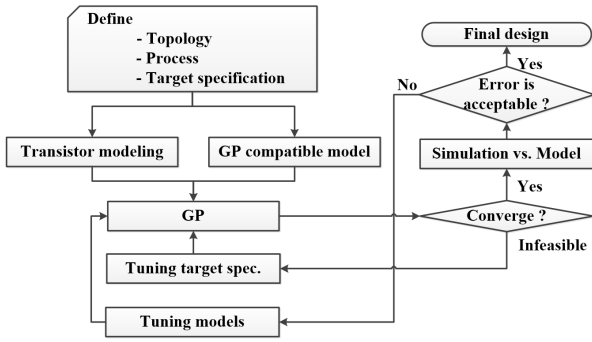 Define
- Topology
- Process
- Target specification
Transistor modeling
GP compatible model
GP
Tuning target spec.
Tuning models
Final design
Yes
No
Error is
acceptable ?
Simulation vs. Model
Yes
Converge ?
Infeasible